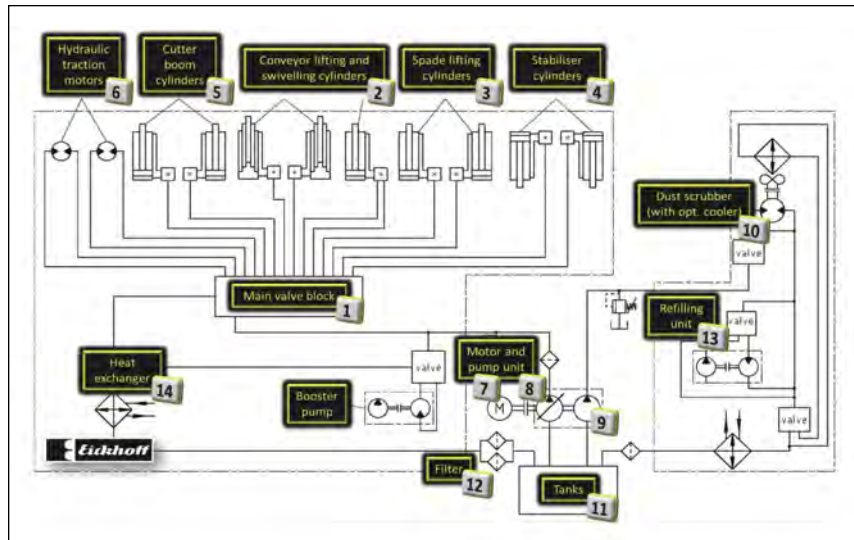 Hydraulic
traction
motors
6
Cutter
boom
cylinders
5
Conveyor lifting and
swivelling cylinders
2
Spade lifting
cylinders
3
Stabiliser
cylinders
4
Dust scrubber
(with opt. cooler)
10
valve
Main valve block
1
Refilling
unit
13
valve
Heat
exchanger
14
valve
Motor and
pump unit
7
8
Booster
pump
M
9
valve
Eickhoff
Filter
12
Tanks
11